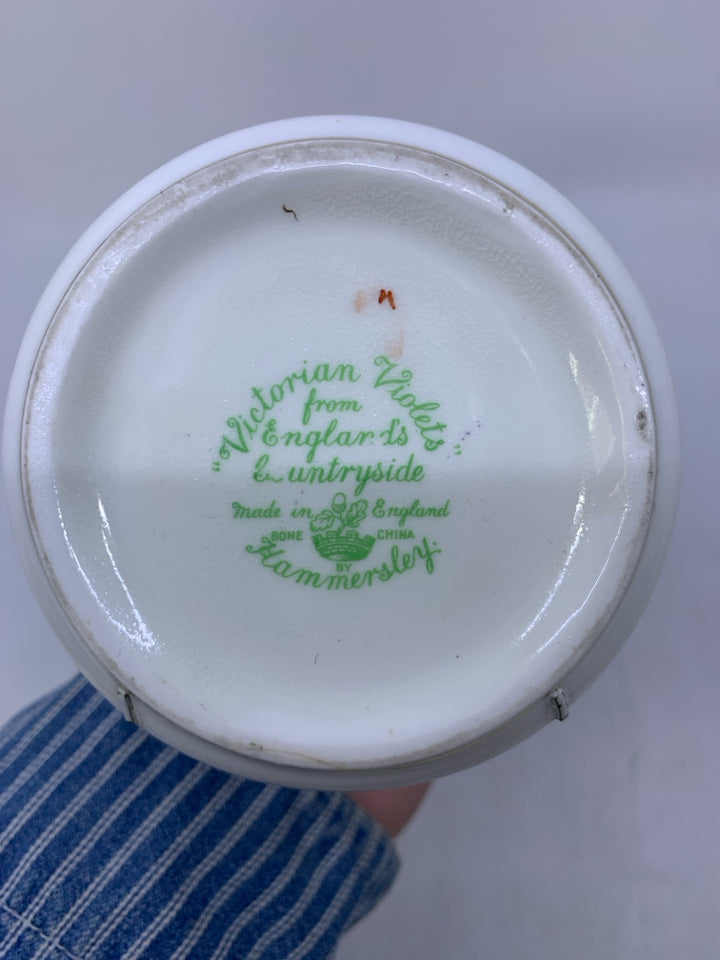 "Victorian Violets"
from
England's
Countryside
Made in England
BONE CHINA
BY
Hammersley.